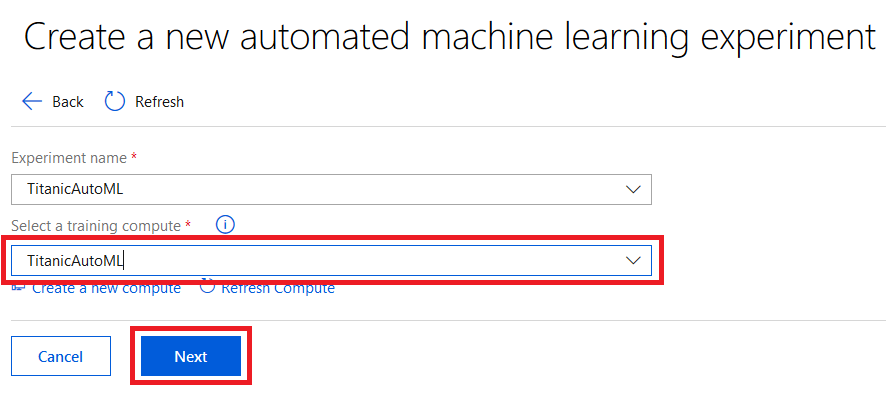 Create a new automated machine learning experiment
Back Refresh
Experiment name *
TitanicAutoML
Select a training compute *
TitanicAutoML
Create a new compute Refresh Compute
Cancel Next